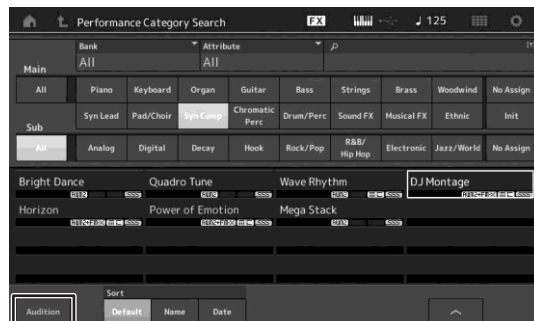 Performance Category Search FX ♩ 125
Bank Attribute
Main All All
All Piano Keyboard Organ Guitar Bass Strings Brass Woodwind No Assign
Syn Lead Pad/Choir Syn Comp Chromatic Perc Drum/Perc Sound FX Musical FX Ethnic Init
Sub
All Analog Digital Decay Hook Rock/Pop R&B/ Hip Hop Electronic Jazz/World No Assign
Bright Dance Quadro Tune Wave Rhythm DJ Montage
Horizon Power of Emotion Mega Stack
Sort
Audition Default Name Date